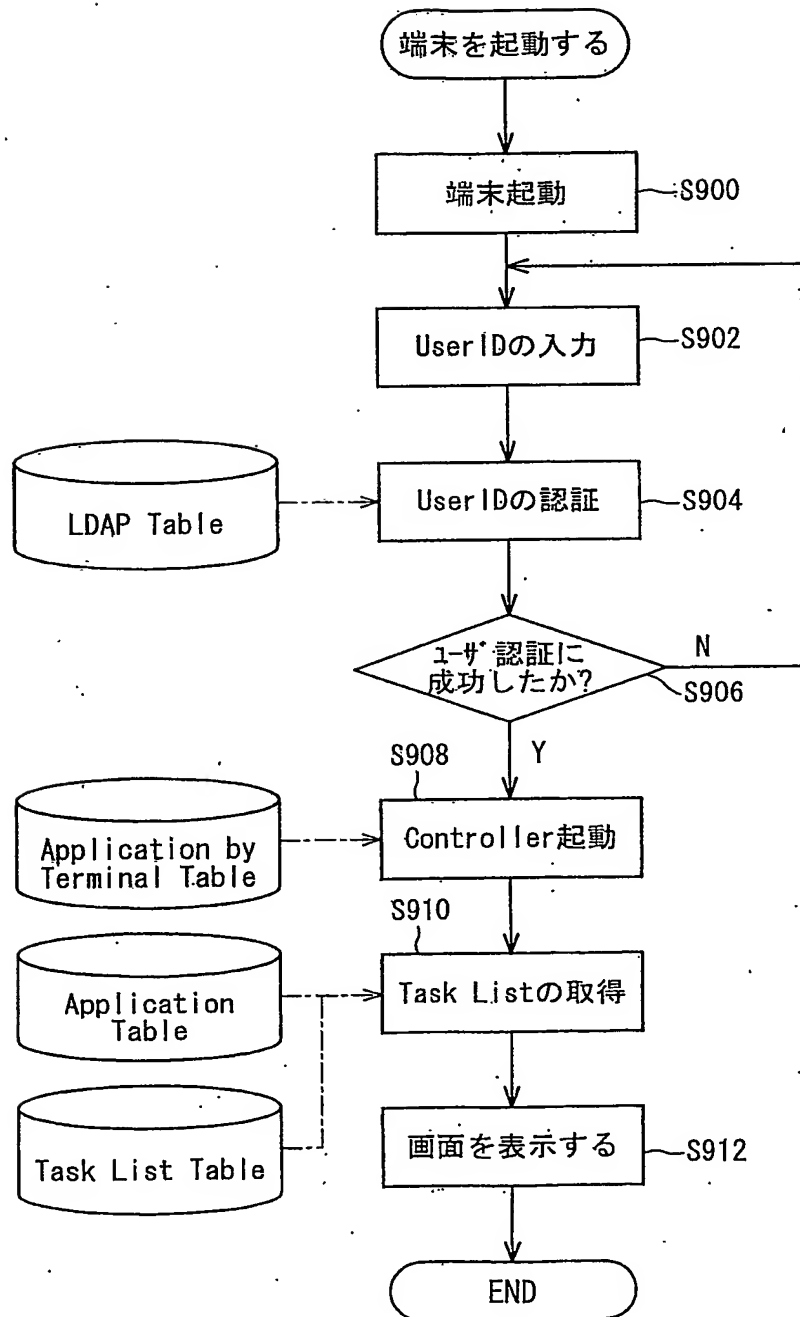 端末を起動する
端末起動
S900
UserIDの入力
S902
LDAP Table
UserIDの認証
S904
ﾕｰｻﾞ認証に
成功したか?
N
S906
Y
S908
Application by
Terminal Table
Controller起動
S910
Application
Table
Task Listの取得
Task List Table
画面を表示する
S912
END